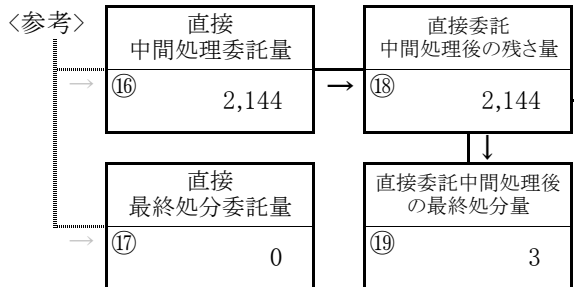 〈参考〉
直接
中間処理委託量
⑯
2,144
→
→
直接委託
中間処理後の残さ量
⑱
2,144
↓
直接
最終処分委託量
⑰
0
→
直接委託中間処理後
の最終処分量
⑲
3